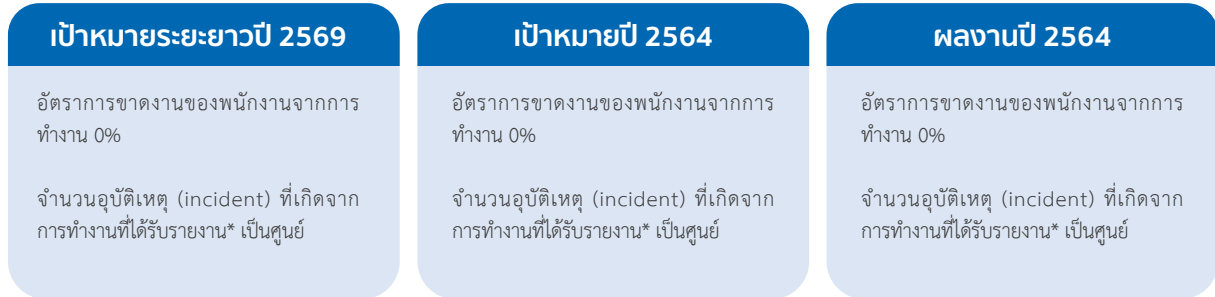 เป้าหมายระยะยาวปี 2569
อัตราการขาดงานของพนักงานจากการ
ทำงาน 0%
จำนวนอุบัติเหตุ (incident) ที่เกิดจาก
การทำงานที่ได้รับรายงาน* เป็นศูนย์
เป้าหมายปี 2564
อัตราการขาดงานของพนักงานจากการ
ทำงาน 0%
จำนวนอุบัติเหตุ (incident) ที่เกิดจาก
การทำงานที่ได้รับรายงาน* เป็นศูนย์
ผลงานปี 2564
อัตราการขาดงานของพนักงานจากการ
ทำงาน 0%
จำนวนอุบัติเหตุ (incident) ที่เกิดจาก
การทำงานที่ได้รับรายงาน* เป็นศูนย์